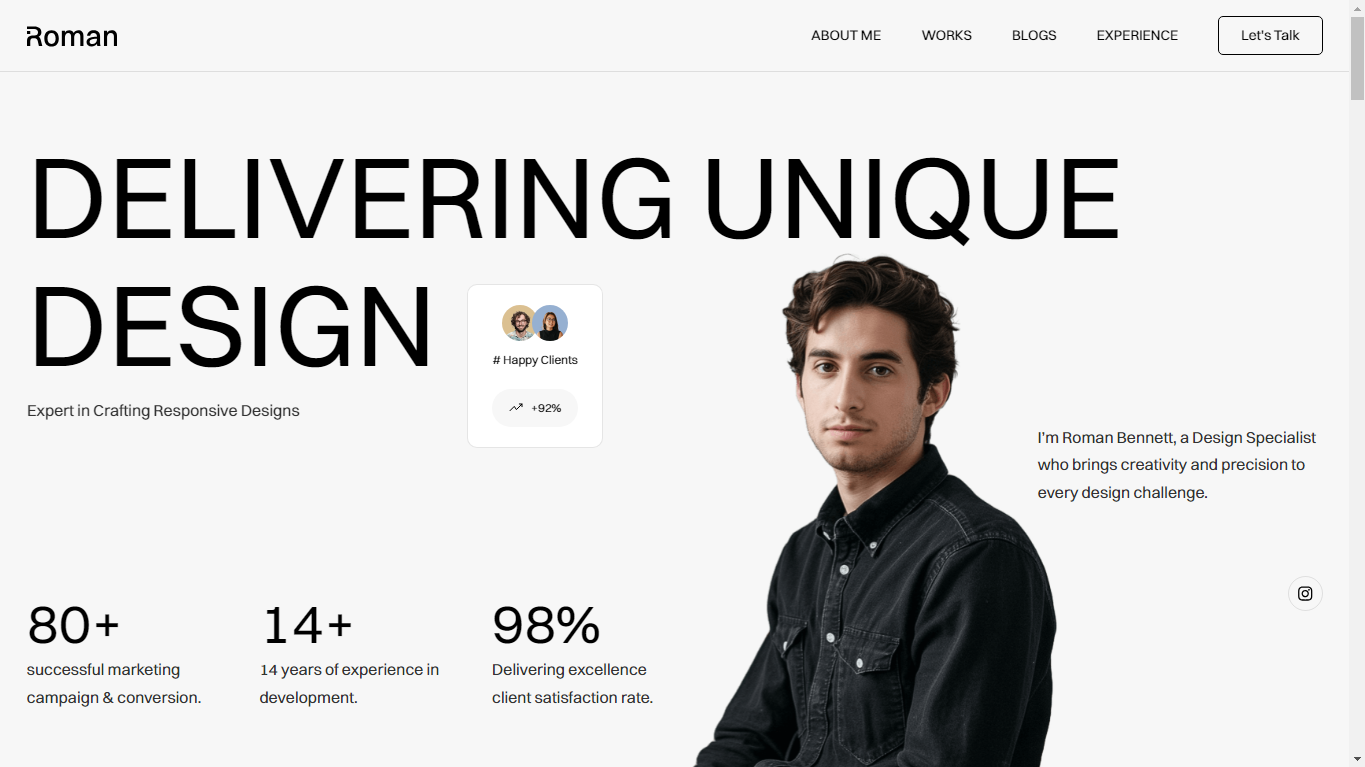 Roman
ABOUT ME
WORKS
BLOGS
EXPERIENCE
Let's Talk
DELIVERING UNIQUE
DESIGN
# Happy Clients
+92%
Expert in Crafting Responsive Designs
I'm Roman Bennett, a Design Specialist
who brings creativity and precision to
every design challenge.
80+
successful marketing
campaign & conversion.
14+
14 years of experience in
development.
98%
Delivering excellence
client satisfaction rate.